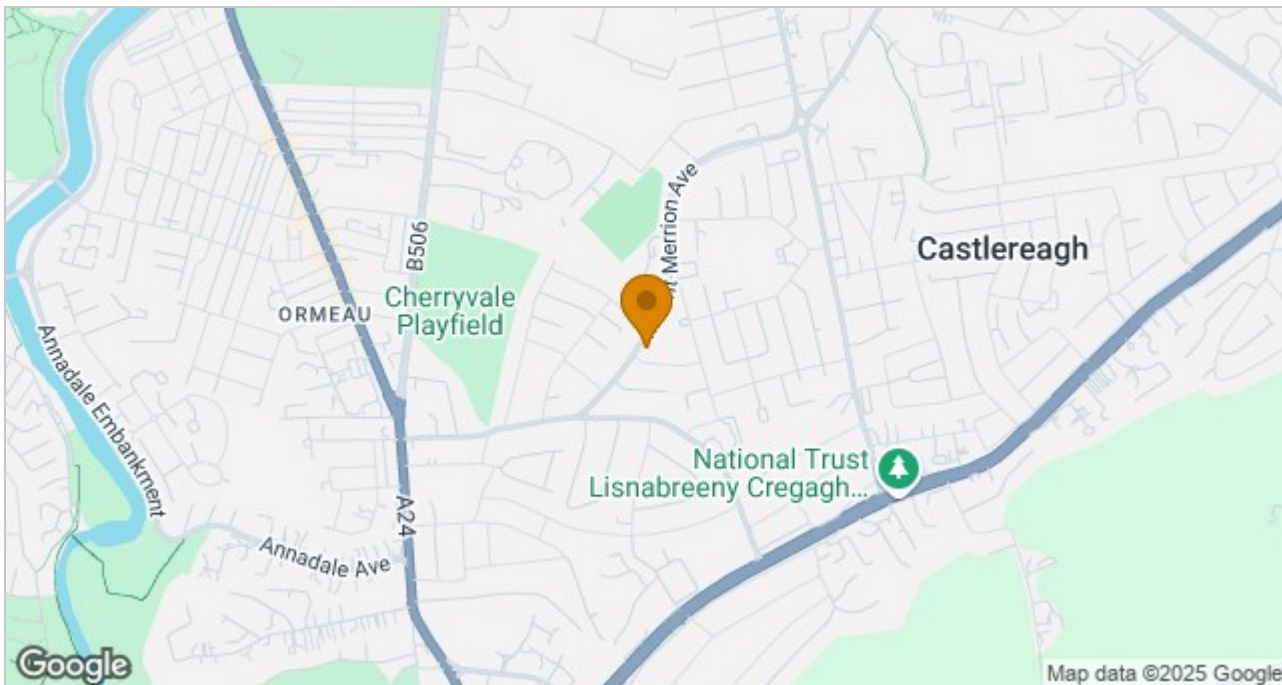 Mt Merrion Ave
B506
Castlereagh
Cherryvale
Playfield
ORMEAU
Annadale Embankment
National Trust
Lisnabreeny Cregagh...
A24
Annadale Ave
Google
Map data ©2025 Google